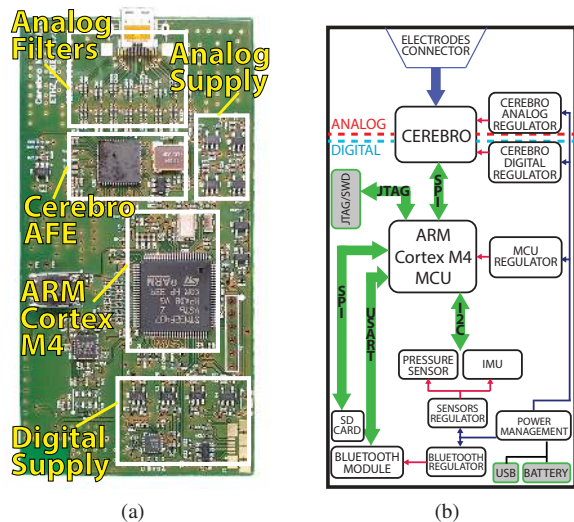 Analog
Filters
Analog
Supply
Cerebro
AFE
ARM
Cortex
M4
Digital
Supply
ARM
(a)
ELECTRODES
CONNECTOR
CEREBRO
CEREBRO
ANALOG
REGULATOR
ANALOG
DIGITAL
CEREBRO
DIGITAL
REGULATOR
JTAG/SWD
JTAG
SPI
ARM
Cortex M4
MCU
MCU
REGULATOR
SPI
USART
I2C
PRESSURE
SENSOR
IMU
SENSORS
REGULATOR
SD
CARD
POWER
MANAGEMENT
BLUETOOTH
MODULE
BLUETOOTH
REGULATOR
USB
BATTERY
(b)